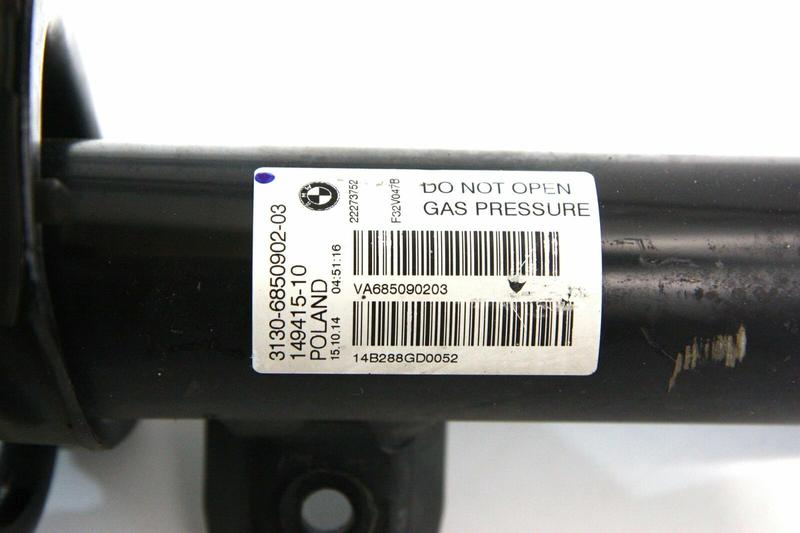 DO NOT OPEN
GAS PRESSURE
VA685090203
14B288GD0052
3130-6850902-03
149415-10
POLAND
15.10.14 04:51:16
22273752
F32V047B
BMW